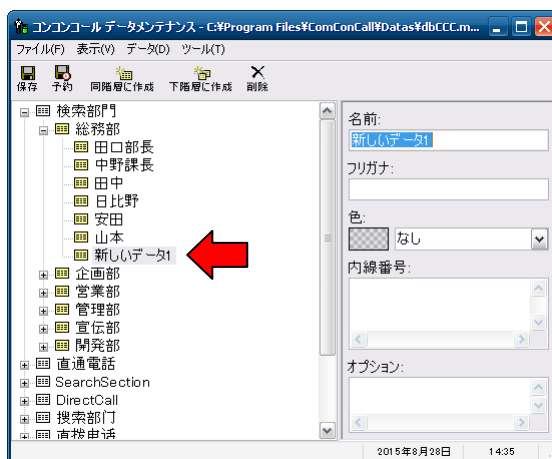 コンコンコール データメンテナンス - C:¥Program Files¥ComConCall¥Datas¥dbCCC.m...
ファイル(F) 表示(V) データ(D) ツール(T)
保存 予約 同階層に作成 下階層に作成 削除
検索部門
総務部
田口部長
中野課長
田中
日比野
安田
山本
新しいデータ1
企画部
営業部
管理部
宣伝部
開発部
直通電話
SearchSection
DirectCall
搜索部门
直拨电话
名前:
新しいデータ1
フリガナ:
色:
なし
内線番号:
オプション:
2015年8月28日 14:35